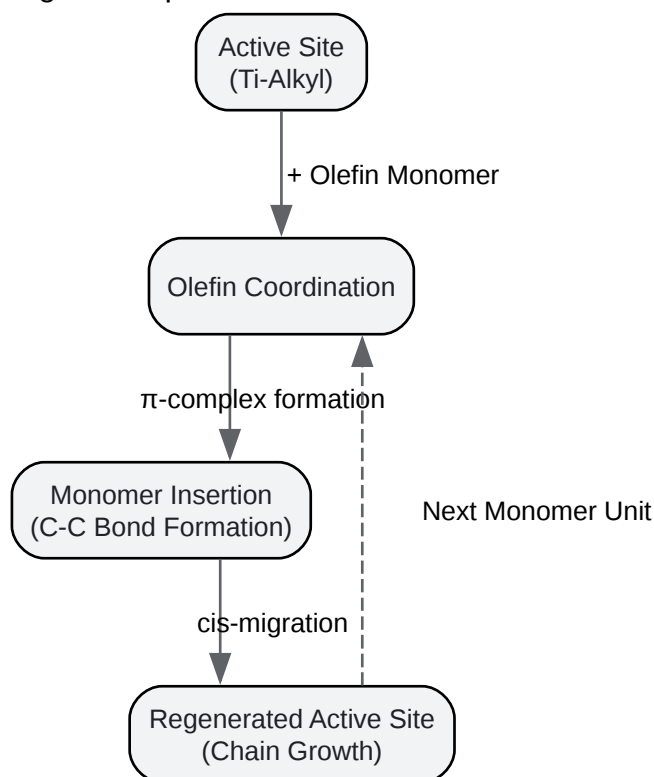 Active Site
(Ti-Alkyl)
+ Olefin Monomer
Olefin Coordination
π-complex formation
Monomer Insertion
(C-C Bond Formation)
Next Monomer Unit
cis-migration
Regenerated Active Site
(Chain Growth)